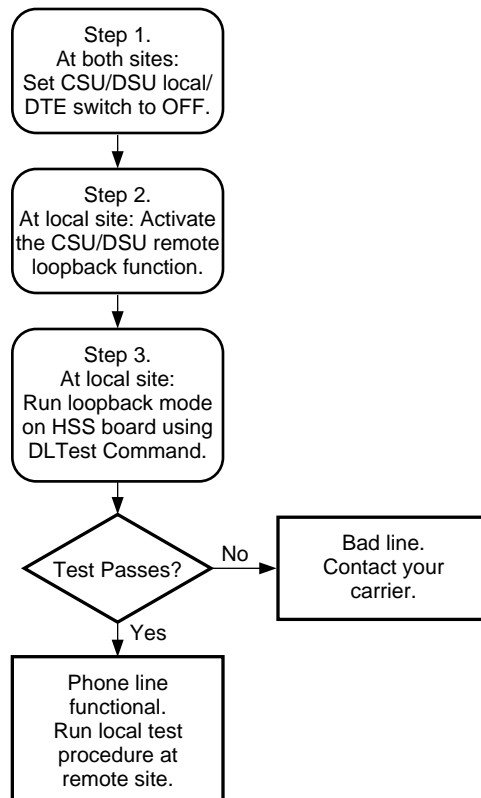 Step 1.
At both sites:
Set CSU/DSU local/
DTE switch to OFF.
Step 2.
At local site: Activate
the CSU/DSU remote
loopback function.
Step 3.
At local site:
Run loopback mode
on HSS board using
DLTest Command.
Test Passes?
No
Bad line.
Contact your
carrier.
Yes
Phone line
functional.
Run local test
procedure at
remote site.